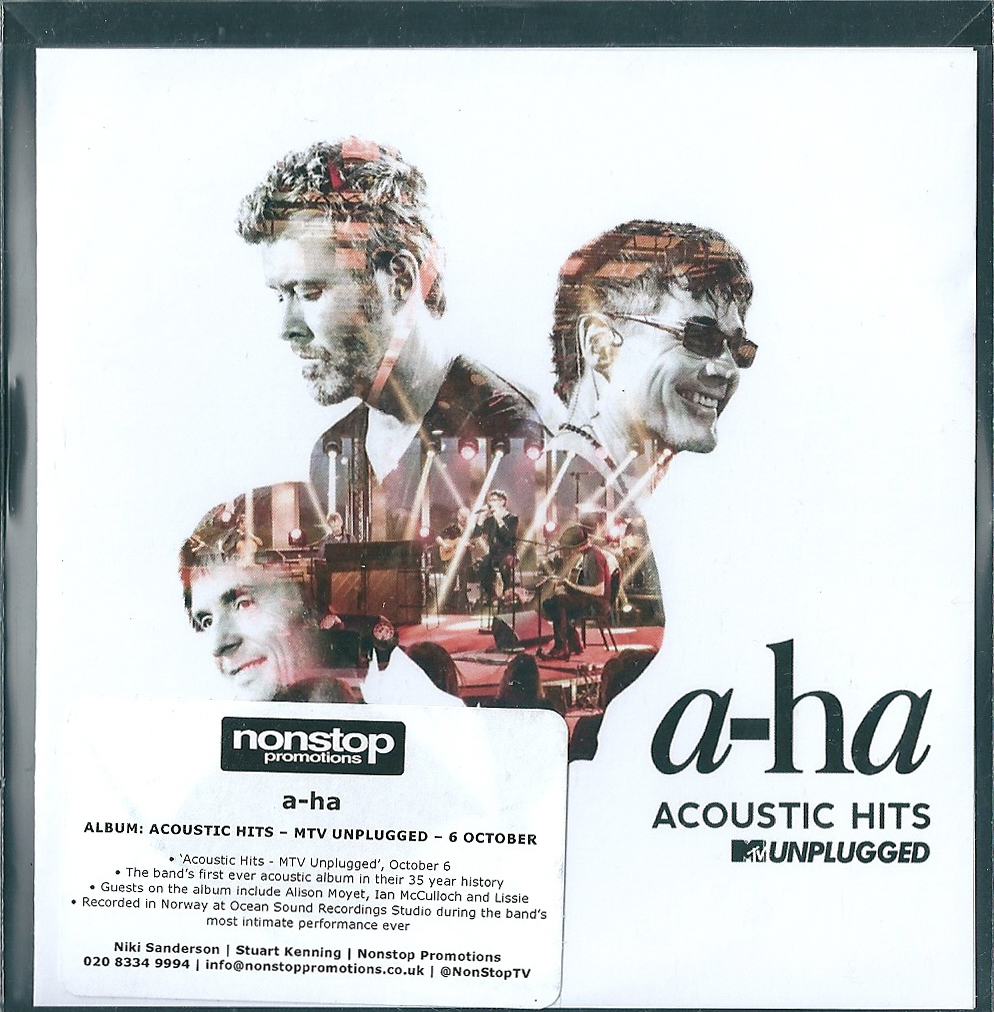 a-ha
ACOUSTIC HITS
MTV UNPLUGGED
nonstop
promotions
a-ha
ALBUM: ACOUSTIC HITS – MTV UNPLUGGED – 6 OCTOBER
• 'Acoustic Hits - MTV Unplugged', October 6
• The band's first ever acoustic album in their 35 year history
• Guests on the album include Alison Moyet, Ian McCulloch and Lissie
• Recorded in Norway at Ocean Sound Recordings Studio during the band's
most intimate performance ever
Niki Sanderson | Stuart Kenning | Nonstop Promotions
020 8334 9994 | info@nonstoppromotions.co.uk | @NonStopTV